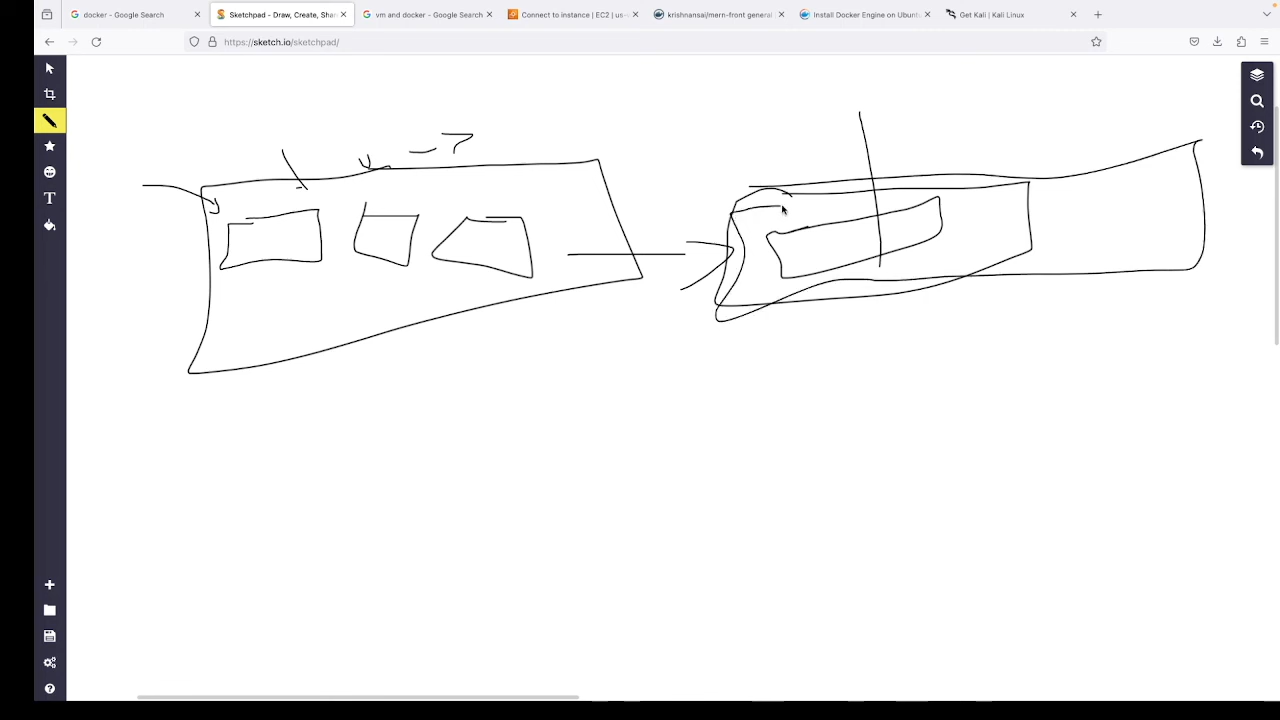 docker - Google Search
Sketchpad - Draw, Create, Shar
vm and docker - Google Search
Connect to instance | EC2 | us-
krishnansai/mern-front general
Install Docker Engine on Ubunt
Get Kali | Kali Linux
https://sketch.io/sketchpad/
T